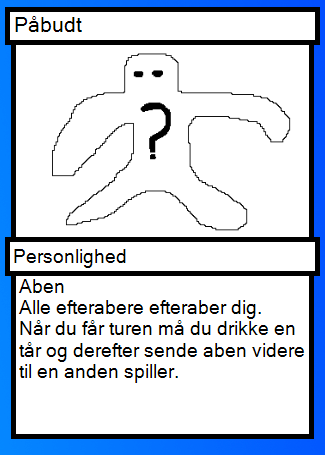 Påbudt
?
Personlighed
Aben
Alle efterabere efteraber dig.
Når du får turen må du drikke en
tår og derefter sende aben videre
til en anden spiller.